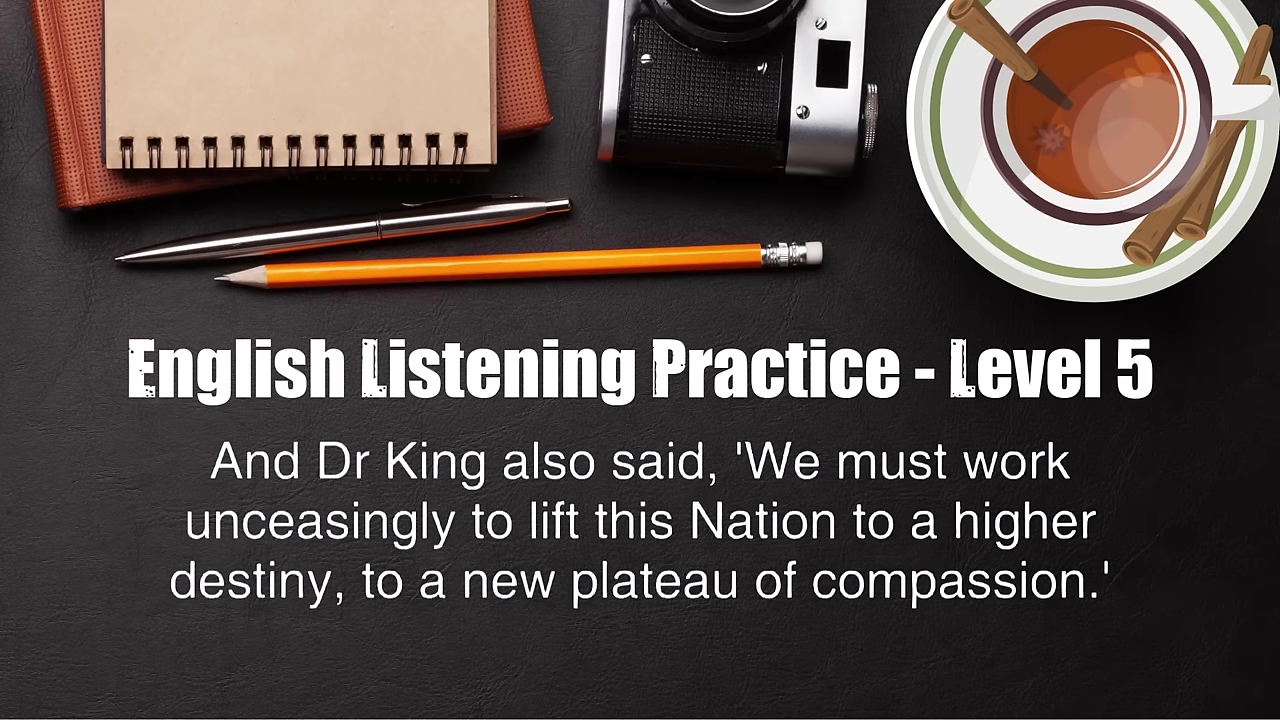 English Listening Practice - Level 5
And Dr King also said, 'We must work
unceasingly to lift this Nation to a higher
destiny, to a new plateau of compassion.'